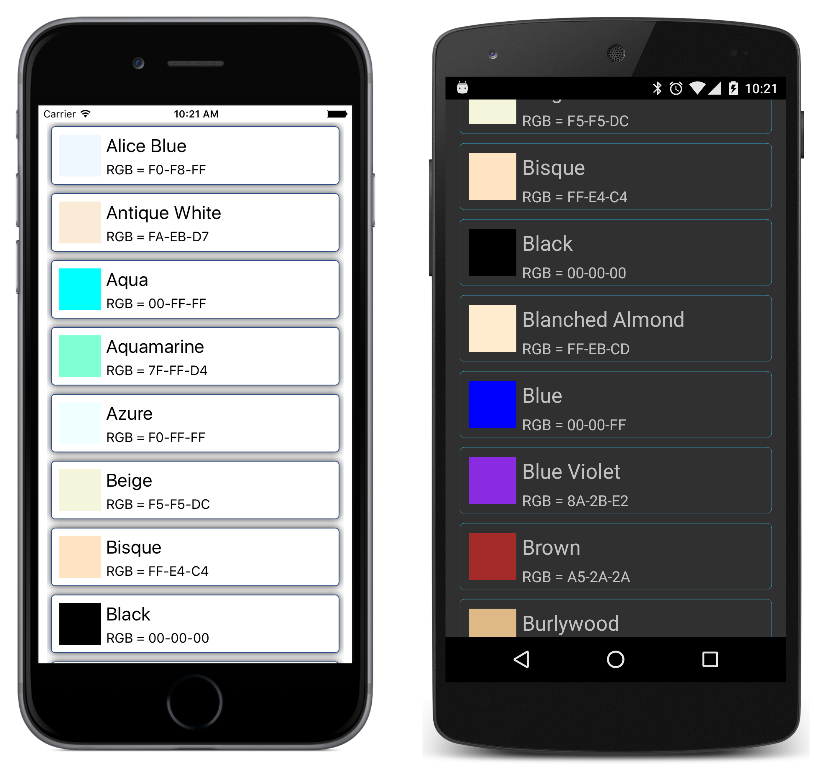 Carrier 10:21 AM
Alice Blue
RGB = F0-F8-FF
Antique White
RGB = FA-EB-D7
Aqua
RGB = 00-FF-FF
Aquamarine
RGB = 7F-FF-D4
Azure
RGB = F0-FF-FF
Beige
RGB = F5-F5-DC
Bisque
RGB = FF-E4-C4
Black
RGB = 00-00-00
10:21
RGB = F5-F5-DC
Bisque
RGB = FF-E4-C4
Black
RGB = 00-00-00
Blanched Almond
RGB = FF-EB-CD
Blue
RGB = 00-00-FF
Blue Violet
RGB = 8A-2B-E2
Brown
RGB = A5-2A-2A
Burlywood